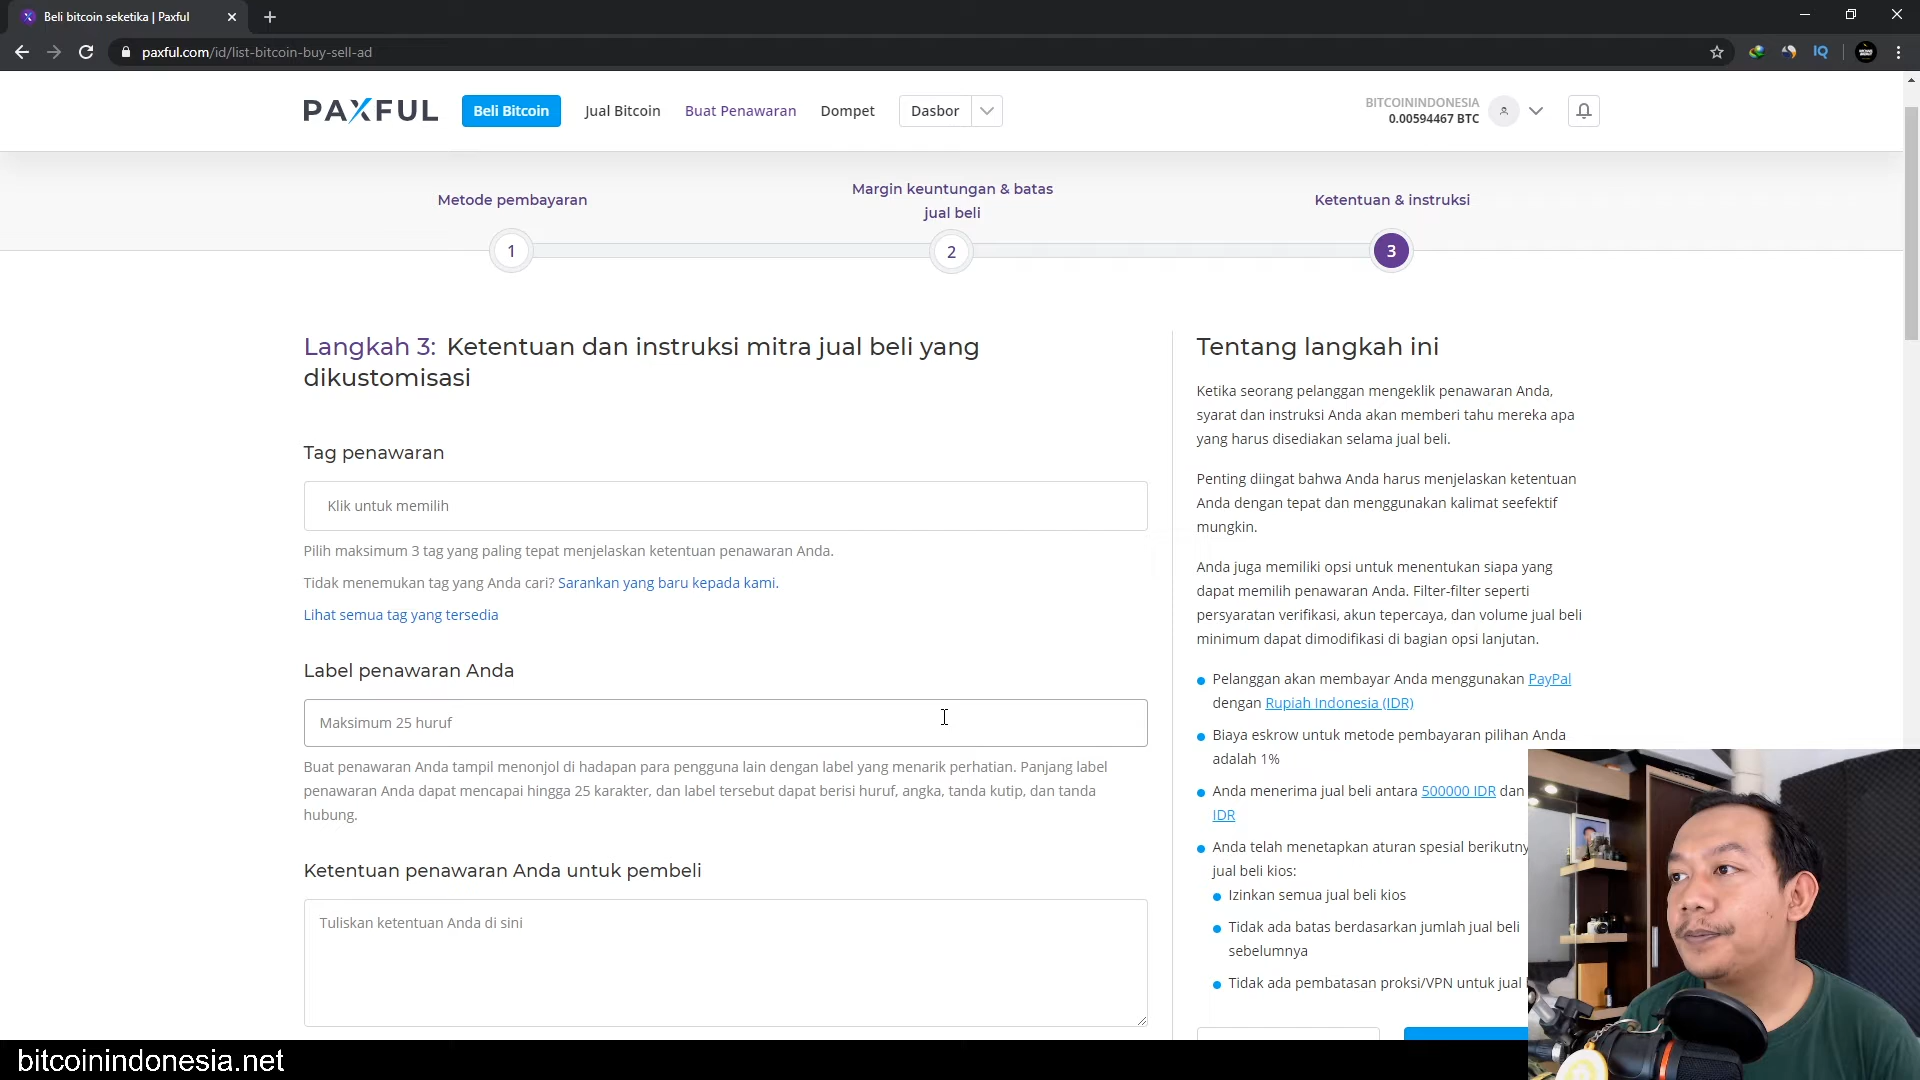 Beli bitcoin seketika | Paxful
paxful.com/id/list-bitcoin-buy-sell-ad
IQ
PAXFUL
Beli Bitcoin
Jual Bitcoin
Buat Penawaran
Dompet
Dasbor
BITCOININDONESIA
0.00594467 BTC
Metode pembayaran
Margin keuntungan & batas
jual beli
Ketentuan & instruksi
1
2
3
Langkah 3: Ketentuan dan instruksi mitra jual beli yang
dikustomisasi
Tag penawaran
Klik untuk memilih
Pilih maksimum 3 tag yang paling tepat menjelaskan ketentuan penawaran Anda.
Tidak menemukan tag yang Anda cari? Sarankan yang baru kepada kami.
Lihat semua tag yang tersedia
Label penawaran Anda
Maksimum 25 huruf
Buat penawaran Anda tampil menonjol di hadapan para pengguna lain dengan label yang menarik perhatian. Panjang label
penawaran Anda dapat mencapai hingga 25 karakter, dan label tersebut dapat berisi huruf, angka, tanda kutip, dan tanda
hubung.
Ketentuan penawaran Anda untuk pembeli
Tuliskan ketentuan Anda di sini
Tentang langkah ini
Ketika seorang pelanggan mengeklik penawaran Anda,
syarat dan instruksi Anda akan memberi tahu mereka apa
yang harus disediakan selama jual beli.
Penting diingat bahwa Anda harus menjelaskan ketentuan
Anda dengan tepat dan menggunakan kalimat seefektif
mungkin.
Anda juga memiliki opsi untuk menentukan siapa yang
dapat memilih penawaran Anda. Filter-filter seperti
persyaratan verifikasi, akun tepercaya, dan volume jual beli
minimum dapat dimodifikasi di bagian opsi lanjutan.
Pelanggan akan membayar Anda menggunakan PayPal
dengan Rupiah Indonesia (IDR)
Biaya eskrow untuk metode pembayaran pilihan Anda
adalah 1%
Anda menerima jual beli antara 500000 IDR dan
IDR
Anda telah menetapkan aturan spesial berikutny
jual beli kios:
Izinkan semua jual beli kios
Tidak ada batas berdasarkan jumlah jual beli
sebelumnya
Tidak ada pembatasan proksi/VPN untuk jual
bitcoinindonesia.net